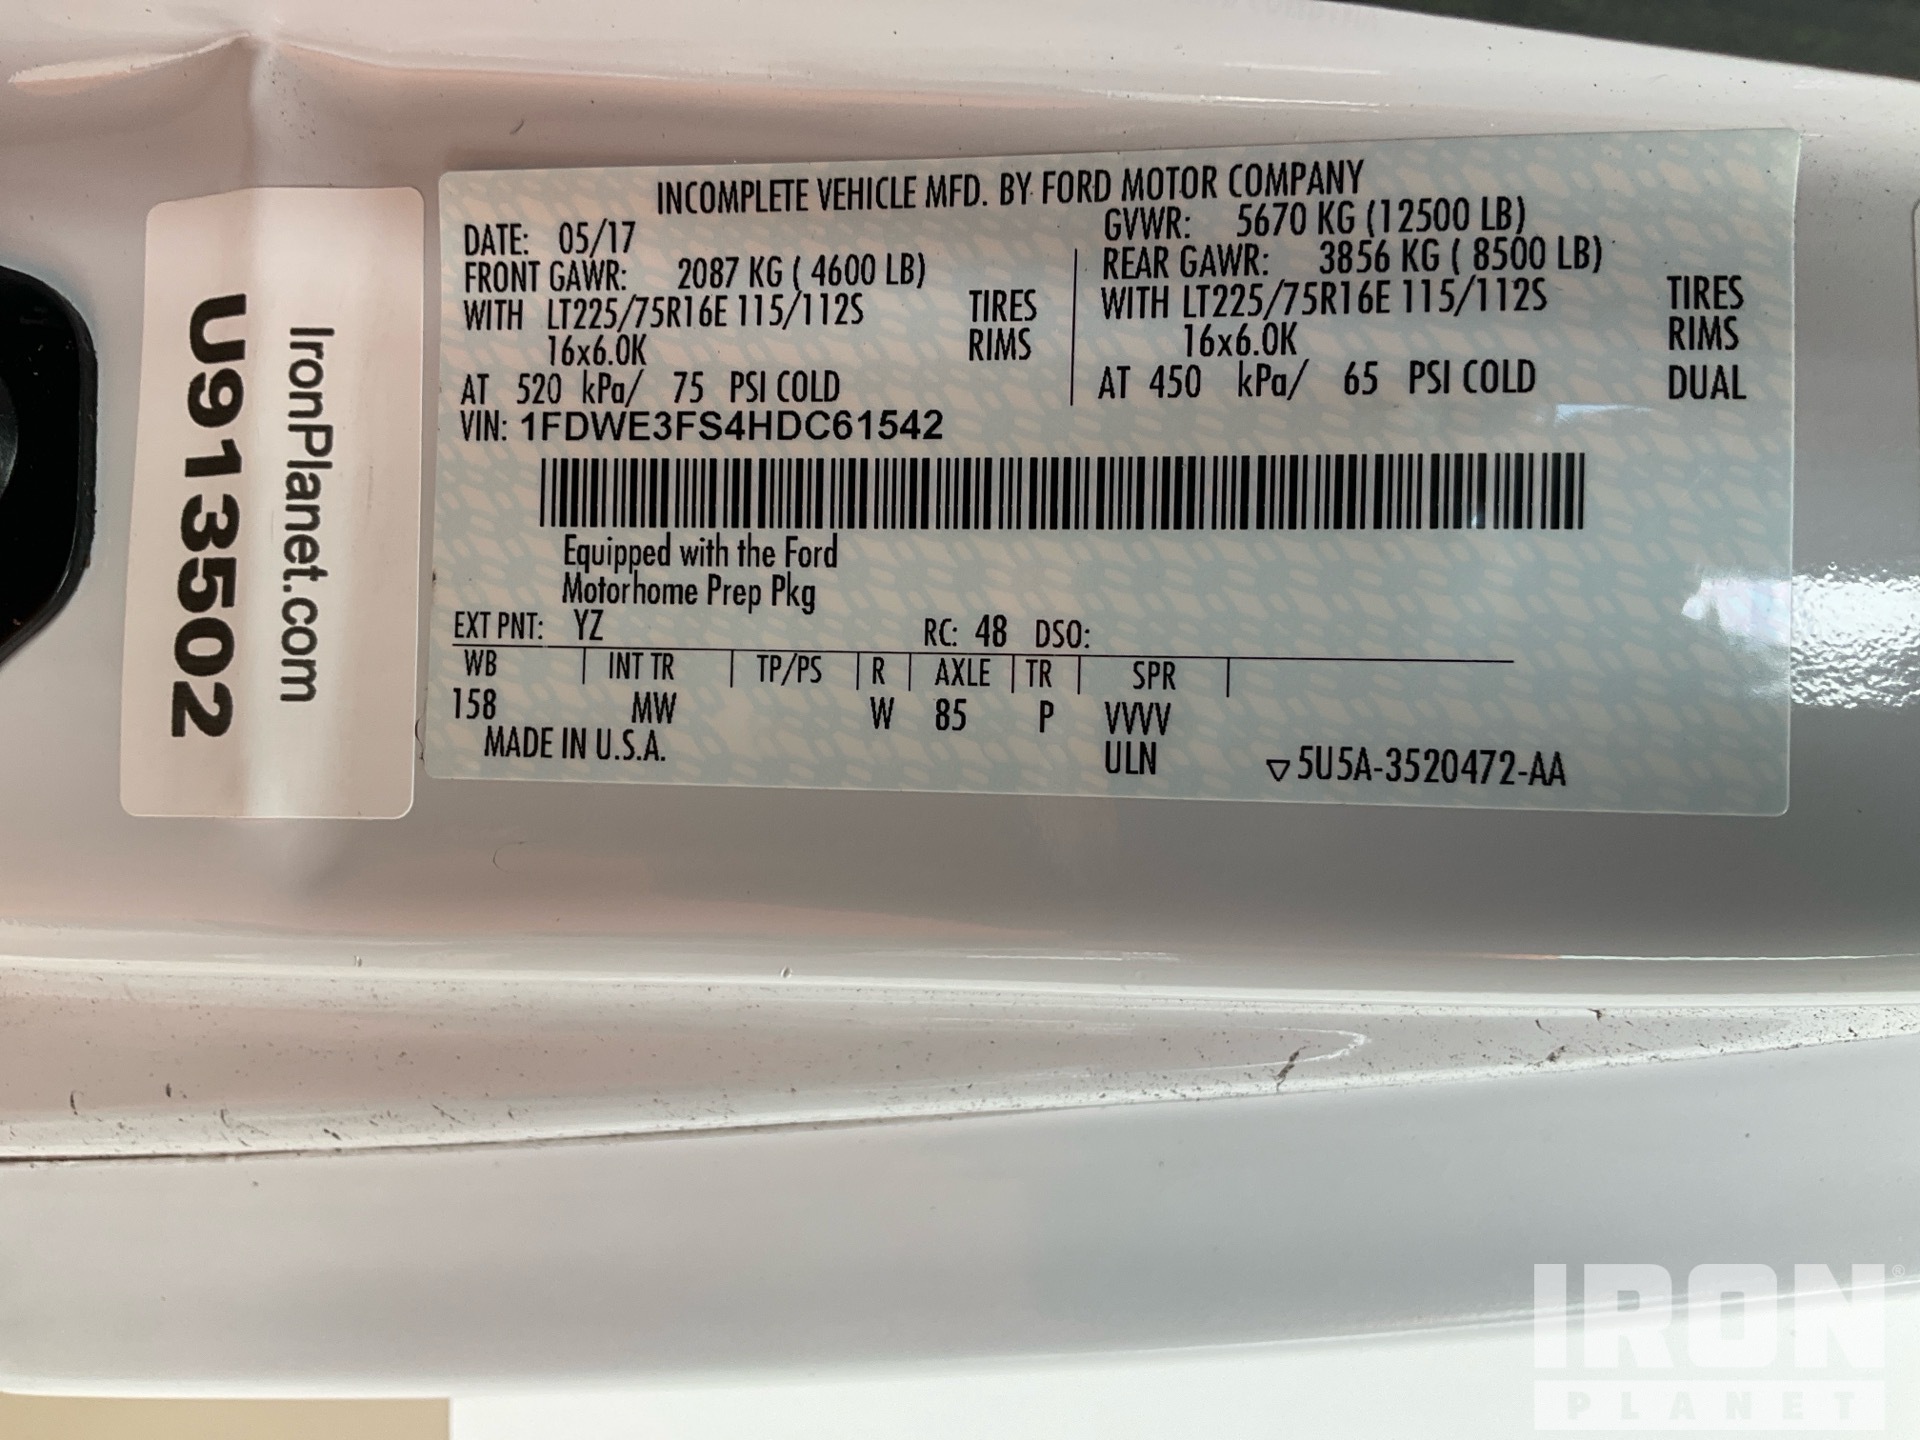 INCOMPLETE VEHICLE MFD. BY FORD MOTOR COMPANY
DATE: 05/17 GVWR: 5670 KG (12500 LB)
FRONT GAWR: 2087 KG ( 4600 LB) REAR GAWR: 3856 KG ( 8500 LB)
WITH LT225/75R16E 115/112S TIRES WITH LT225/75R16E 115/112S TIRES
16x6.0K RIMS 16x6.0K RIMS
AT 520 kPa/ 75 PSI COLD AT 450 kPa/ 65 PSI COLD DUAL
VIN: 1FDWE3FS4HDC61542
Equipped with the Ford
Motorhome Prep Pkg
EXT PNT: YZ RC: 48 DSO:
WB INT TR TP/PS R AXLE TR SPR
158 MW W 85 P VVVV
MADE IN U.S.A. ULN ▽5U5A-3520472-AA
IronPlanet.com
U913502
IRON®
PLANET